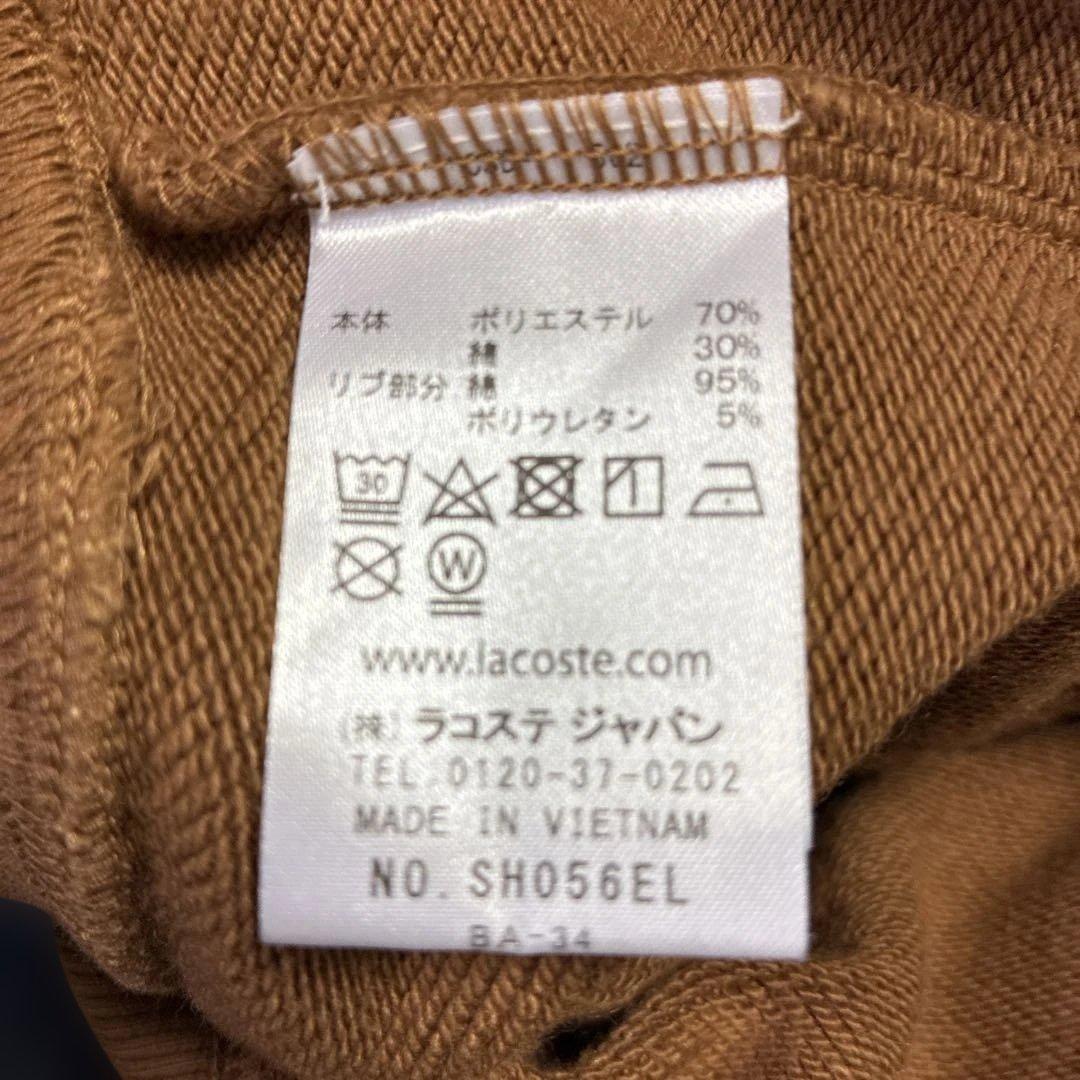 本体 ポリエステル 70%
綿 30%
リブ部分 綿 95%
ポリウレタン 5%
30
W
www.lacoste.com
(株) ラコステ ジャパン
TEL 0120-37-0202
MADE IN VIETNAM
NO. SH056EL
BA-34